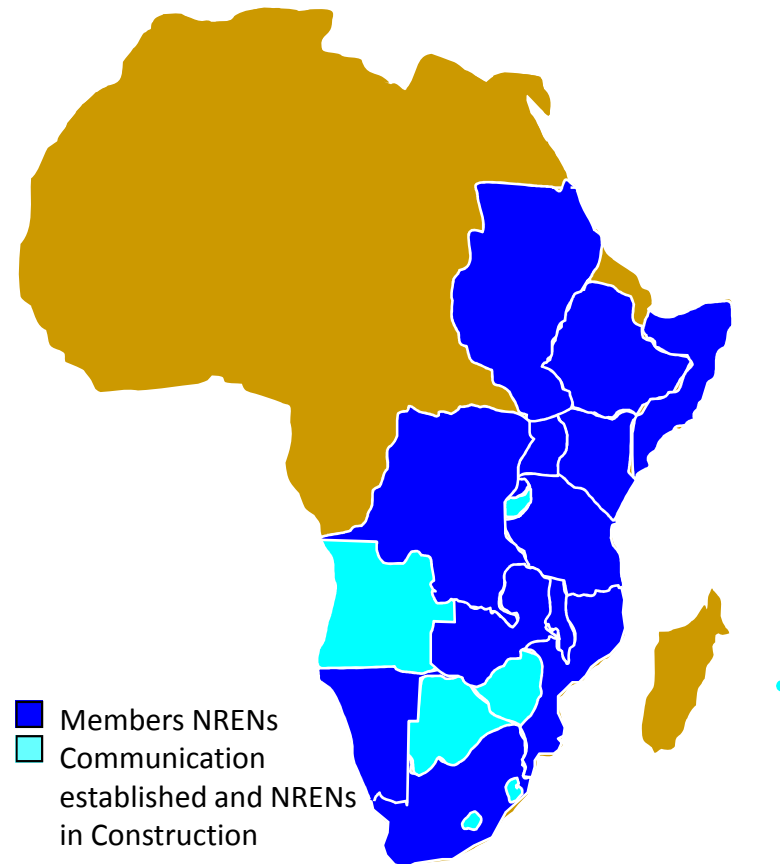 Members NRENs
Communication
established and NRENs
in Construction